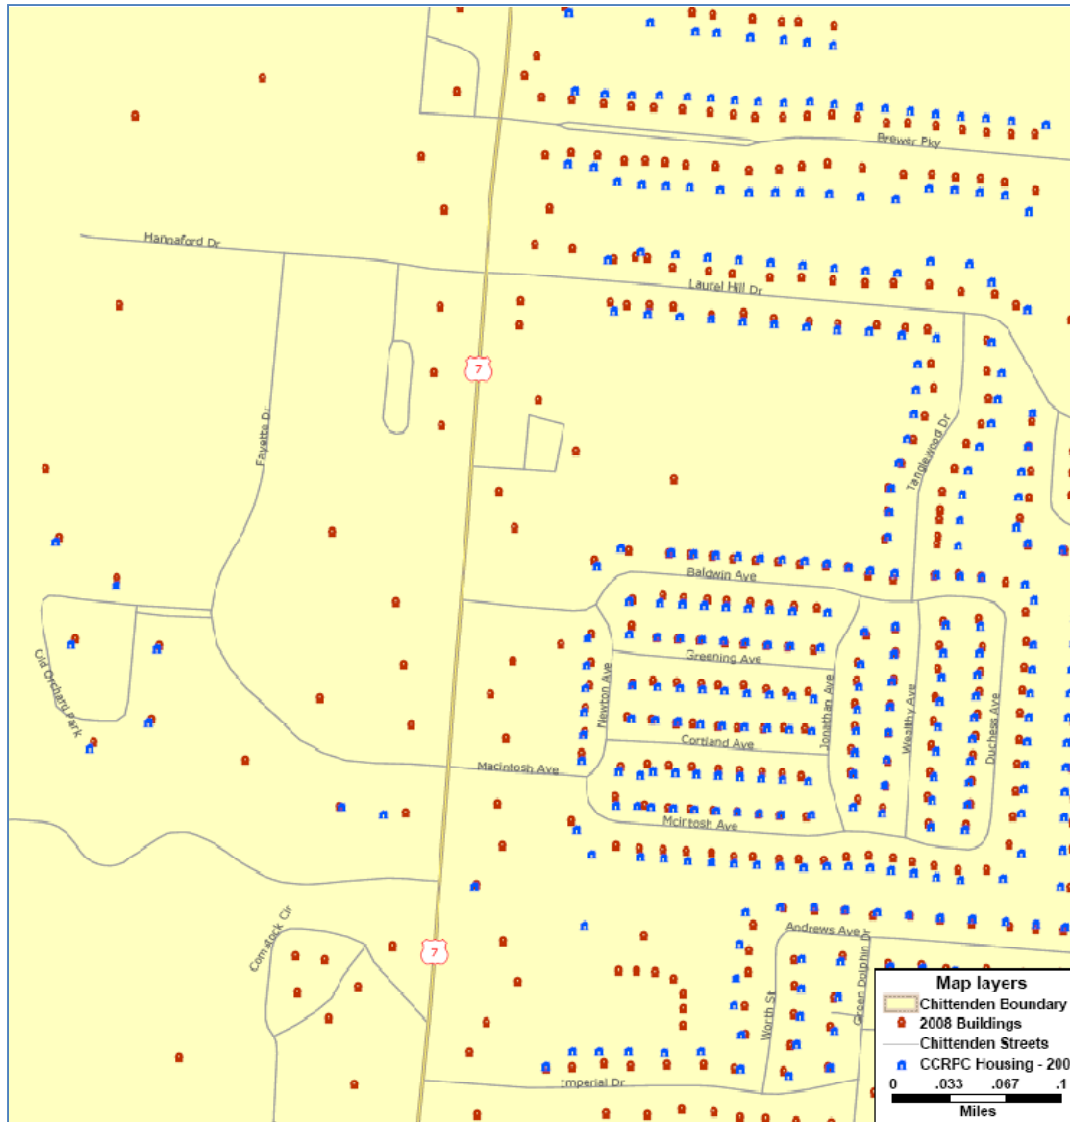 Brewer Pky
Hannaford Dr
Laurel Hill Dr
7
Fayette Dr
Tanglewood Dr
Baldwin Ave
Greening Ave
Old Orchard Park
Newton Ave
Jonathan Ave
Wealthy Ave
Duchess Ave
Cortland Ave
Macintosh Ave
McIntosh Ave
Comstock Cir
7
Andrews Ave
Green Dolphin Dr
Worth St
Imperial Dr
Map layers
Chittenden Boundary
2008 Buildings
Chittenden Streets
CCRFC Housing - 200
0 .033 .067 .1
Miles